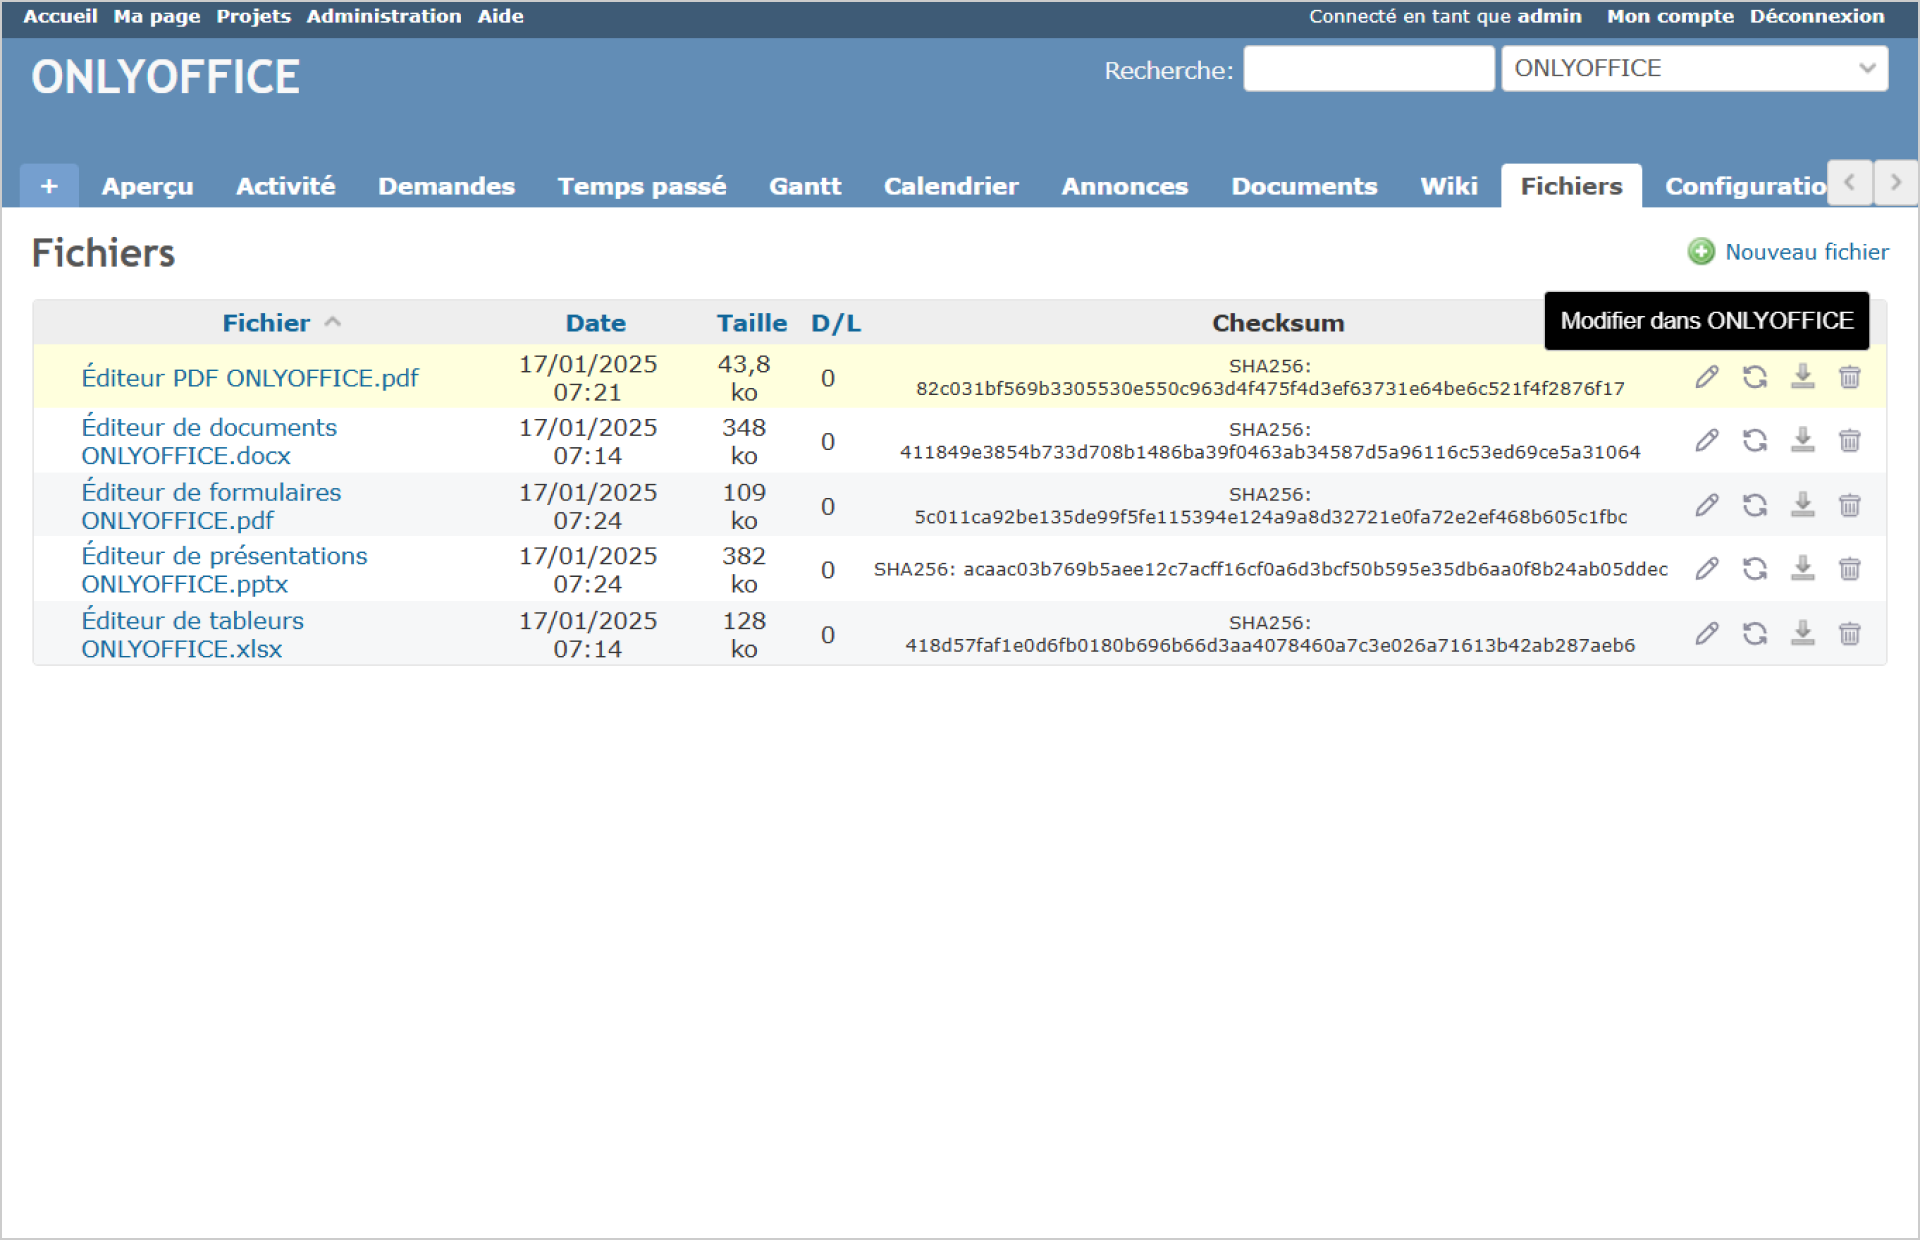 Accueil Ma page Projets Administration Aide
Connecté en tant que admin Mon compte Déconnexion
ONLYOFFICE
Recherche: ONLYOFFICE
+ Aperçu Activité Demandes Temps passé Gantt Calendrier Annonces Documents Wiki Fichiers Configuratio
Fichiers
Nouveau fichier
Fichier Date Taille D/L Checksum
Modifier dans ONLYOFFICE
Éditeur PDF ONLYOFFICE.pdf
17/01/2025
07:21
43,8
ko
0
SHA256:
82c031bf569b3305530e550c963d4f475f4d3ef63731e64be6c521f4f2876f17
Éditeur de documents
ONLYOFFICE.docx
17/01/2025
07:14
348
ko
0
SHA256:
411849e3854b733d708b1486ba39f0463ab34587d5a96116c53ed69ce5a31064
Éditeur de formulaires
ONLYOFFICE.pdf
17/01/2025
07:24
109
ko
0
SHA256:
5c011ca92be135de99f5fe115394e124a9a8d32721e0fa72e2ef468b605c1fbc
Éditeur de présentations
ONLYOFFICE.pptx
17/01/2025
07:24
382
ko
0
SHA256: acaac03b769b5aee12c7acff16cf0a6d3bcf50b595e35db6aa0f8b24ab05ddec
Éditeur de tableurs
ONLYOFFICE.xlsx
17/01/2025
07:14
128
ko
0
SHA256:
418d57faf1e0d6fb0180b696b66d3aa4078460a7c3e026a71613b42ab287aeb6